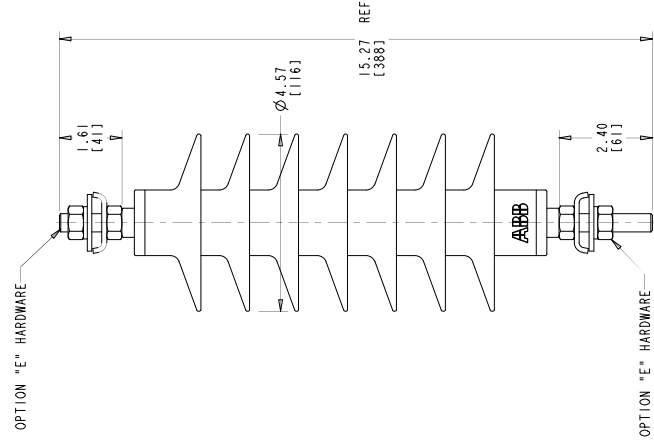 15.27 REF
[388]
1.61
[41]
Ø4.57
[116]
2.40
[61]
ABB
OPTION "E" HARDWARE
OPTION "E" HARDWARE